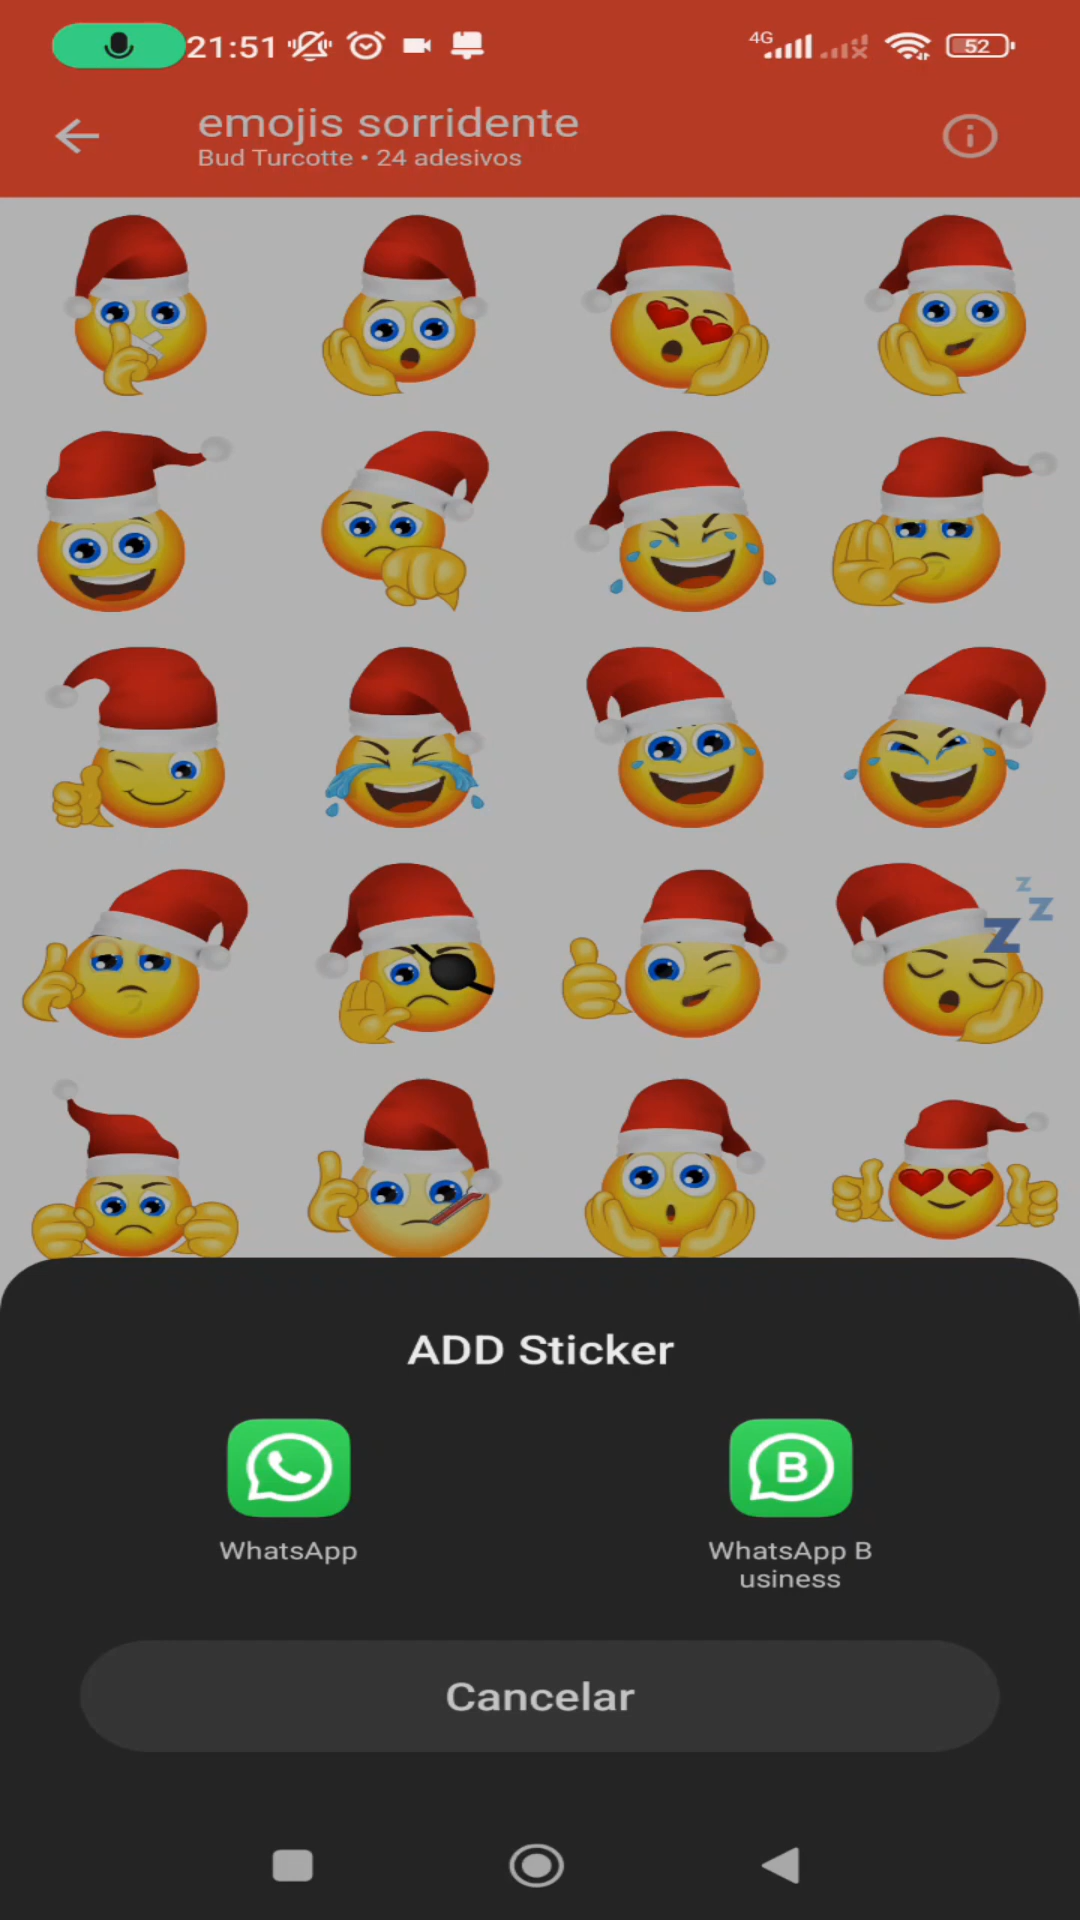 21:51
4G
52
emojis sorridente
Bud Turcotte • 24 adesivos
z
z
z
ADD Sticker
B
WhatsApp
WhatsApp B
usiness
Cancelar